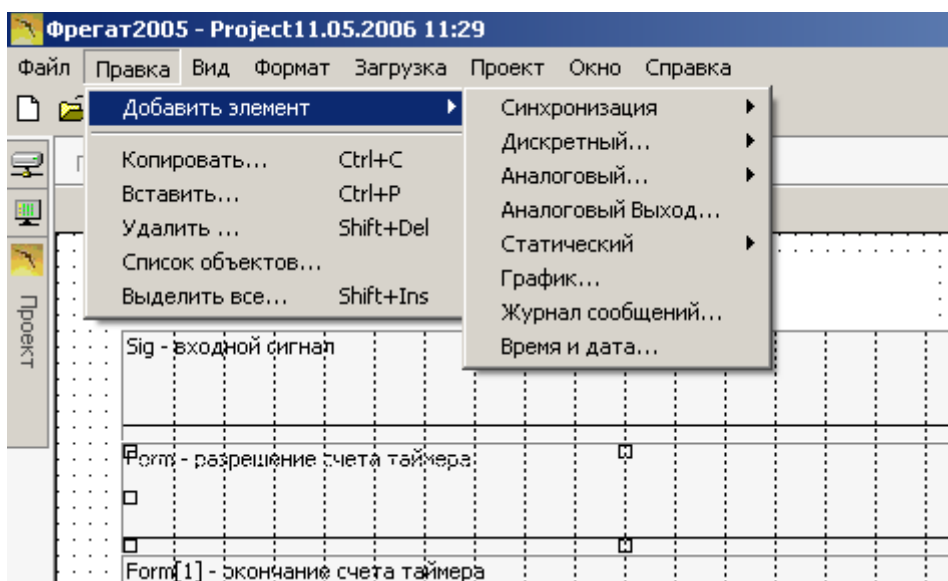 Фрегат2005 - Project11.05.2006 11:29
Файл Правка Вид Формат Загрузка Проект Окно Справка
Добавить элемент
Копировать... Ctrl+C
Вставить... Ctrl+P
Удалить ... Shift+Del
Список объектов...
Выделить все... Shift+Ins
Синхронизация
Дискретный...
Аналоговый...
Аналоговый Выход...
Статический
График...
Журнал сообщений...
Время и дата...
Проект
Sig - входной сигнал
Form - разрешение счета таймера
Form[1] - окончание счета таймера